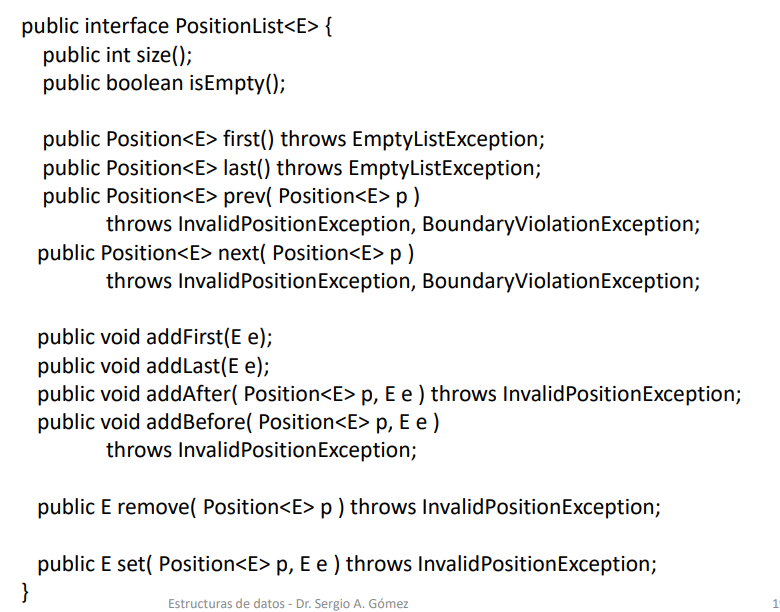 public interface PositionList<E> {
public int size();
public boolean isEmpty();
public Position<E> first() throws EmptyListException;
public Position<E> last() throws EmptyListException;
public Position<E> prev( Position<E> p )
throws InvalidPositionException, BoundaryViolationException;
public Position<E> next( Position<E> p )
throws InvalidPositionException, BoundaryViolationException;
public void addFirst(E e);
public void addLast(E e);
public void addAfter( Position<E> p, E e ) throws InvalidPositionException;
public void addBefore( Position<E> p, E e )
throws InvalidPositionException;
public E remove( Position<E> p ) throws InvalidPositionException;
public E set( Position<E> p, E e ) throws InvalidPositionException;
}
Estructuras de datos - Dr. Sergio A. Gómez